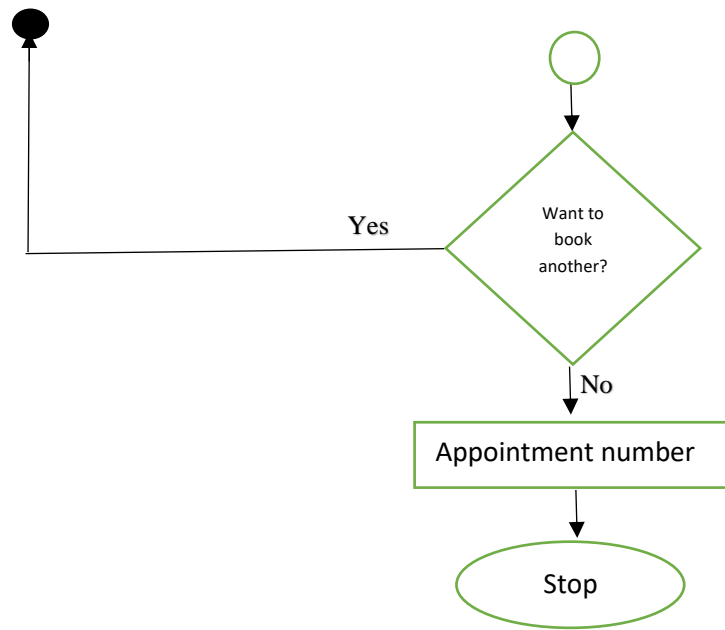 Want to
book
another?
Yes
No
Appointment number
Stop